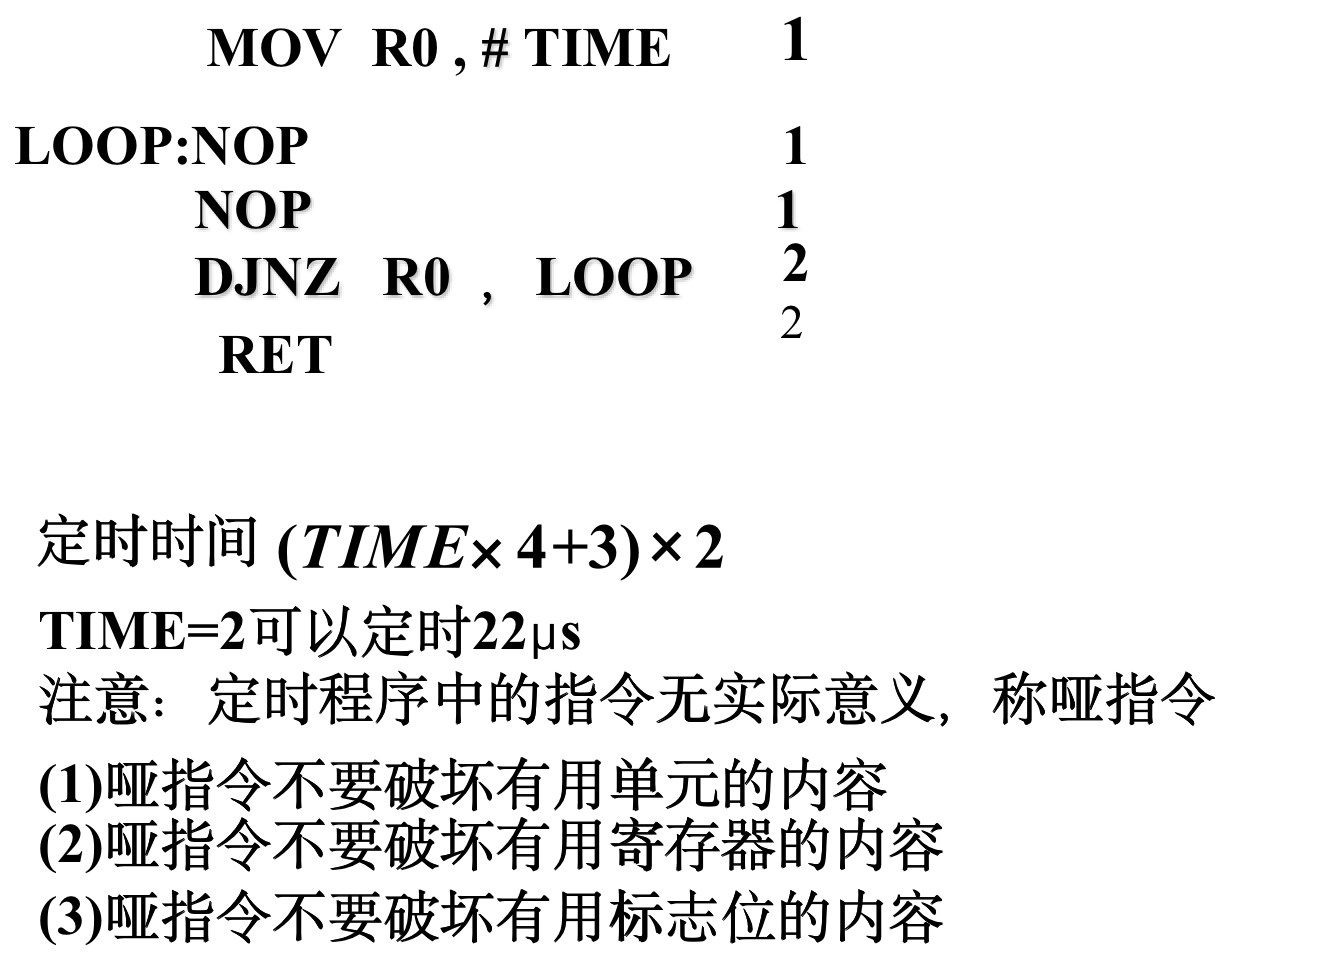 MOV R0 , # TIME 1
LOOP:NOP 1
NOP 1
DJNZ R0 , LOOP 2
RET 2
定时时间 (TIME×4+3)×2
TIME=2可以定时22μs
注意：定时程序中的指令无实际意义，称哑指令
(1)哑指令不要破坏有用单元的内容
(2)哑指令不要破坏有用寄存器的内容
(3)哑指令不要破坏有用标志位的内容